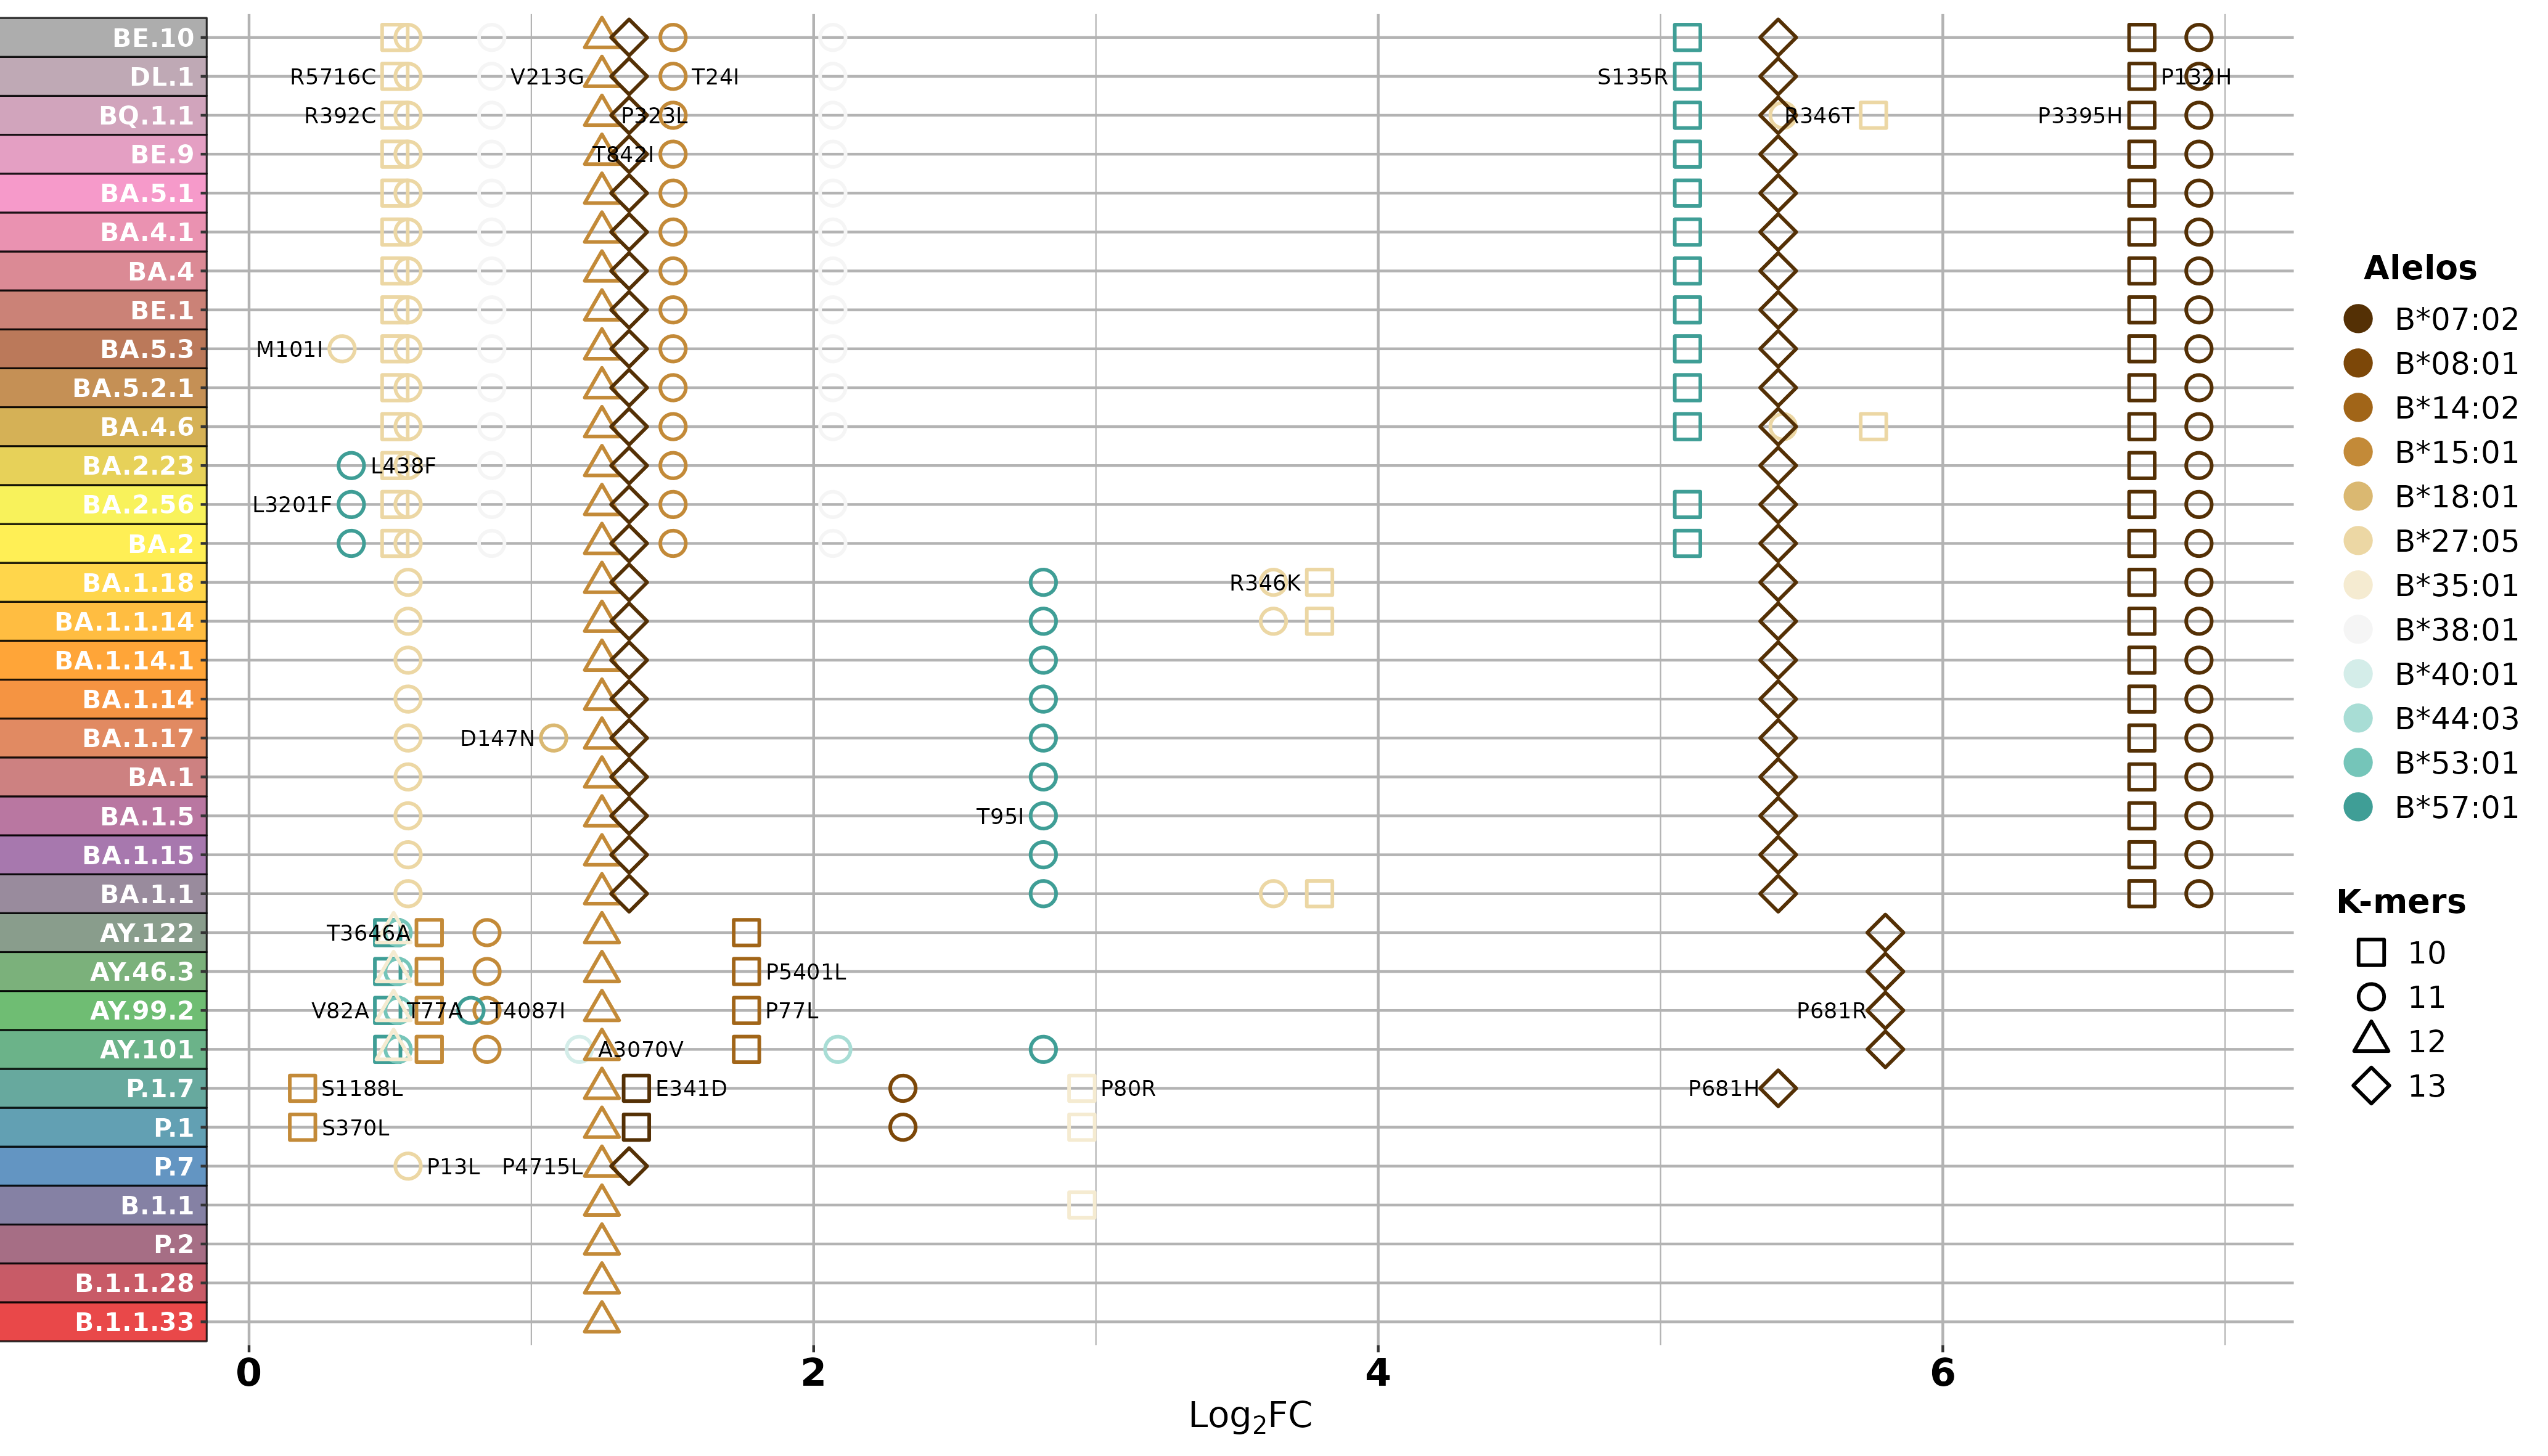 BE.10
DL.1 R5716C V213G T24I S135R P132H
BQ.1.1 R392C P323L R346T P3395H
BE.9 T842I
BA.5.1
BA.4.1
BA.4
BE.1
BA.5.3 M101I
BA.5.2.1
BA.4.6
BA.2.23 L438F
BA.2.56 L3201F
BA.2
BA.1.18 R346K
BA.1.1.14
BA.1.14.1
BA.1.14
BA.1.17 D147N
BA.1
BA.1.5 T95I
BA.1.15
BA.1.1
AY.122 T3646A
AY.46.3 P5401L
AY.99.2 V82A T77A T4087I P77L P681R
AY.101 A3070V
P.1.7 S1188L E341D P80R P681H
P.1 S370L
P.7 P13L P4715L
B.1.1
P.2
B.1.1.28
B.1.1.33
0 2 4 6
Log2FC
Alelos
B*07:02
B*08:01
B*14:02
B*15:01
B*18:01
B*27:05
B*35:01
B*38:01
B*40:01
B*44:03
B*53:01
B*57:01
K-mers
10
11
12
13